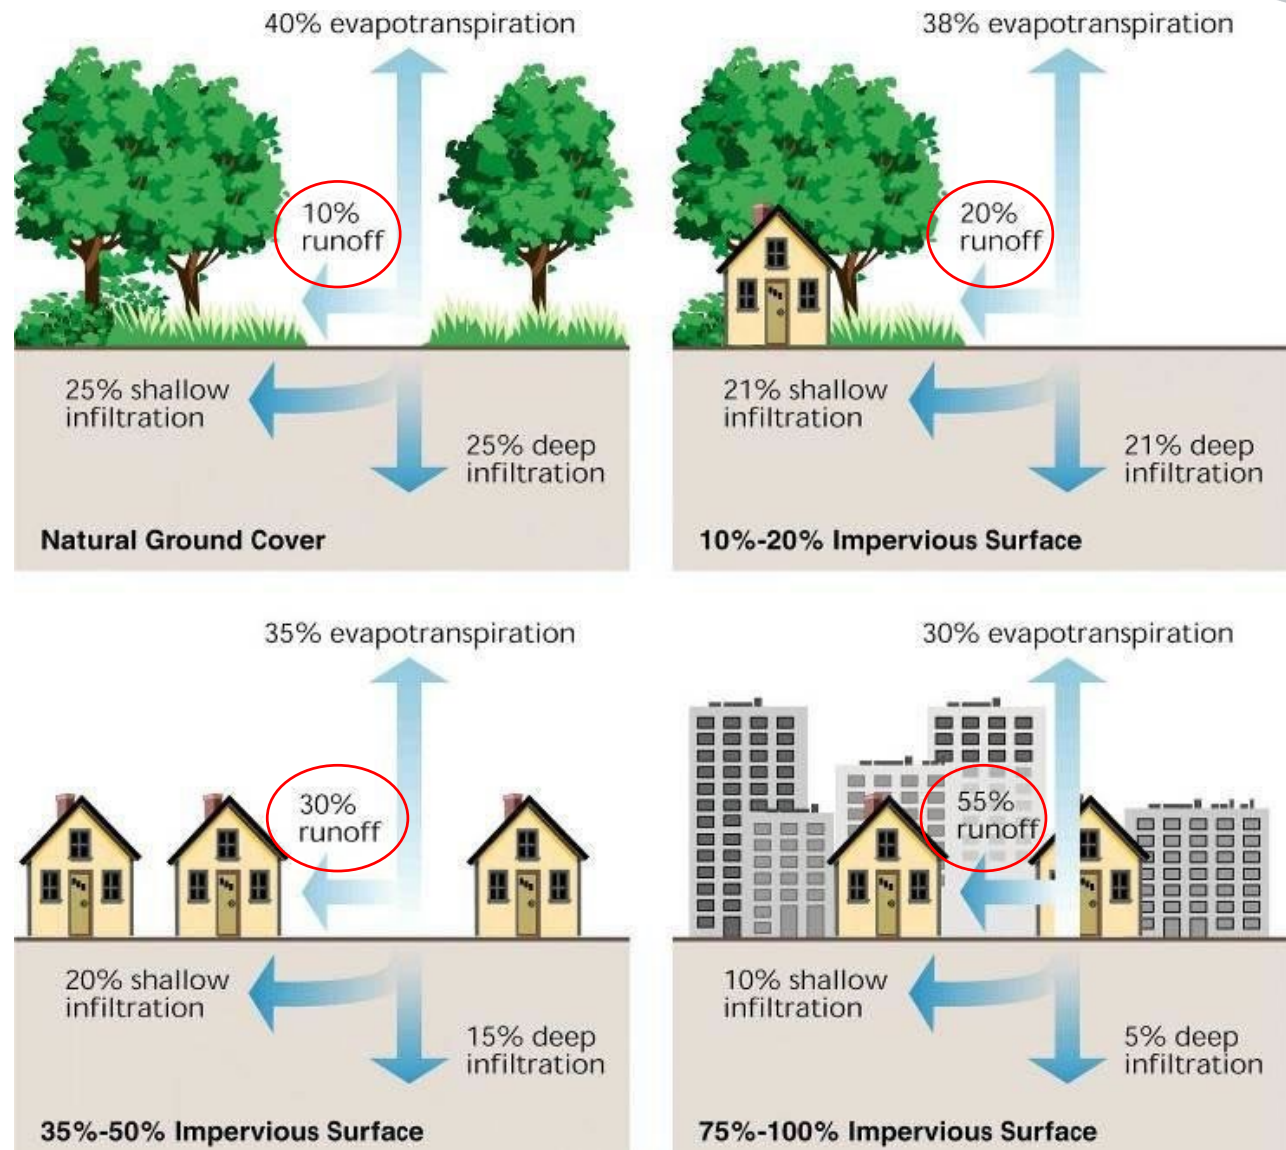 40% evapotranspiration
10%
runoff
25% shallow
infiltration
25% deep
infiltration
Natural Ground Cover
38% evapotranspiration
20%
runoff
21% shallow
infiltration
21% deep
infiltration
10%-20% Impervious Surface
35% evapotranspiration
30%
runoff
20% shallow
infiltration
15% deep
infiltration
35%-50% Impervious Surface
30% evapotranspiration
55%
runoff
10% shallow
infiltration
5% deep
infiltration
75%-100% Impervious Surface